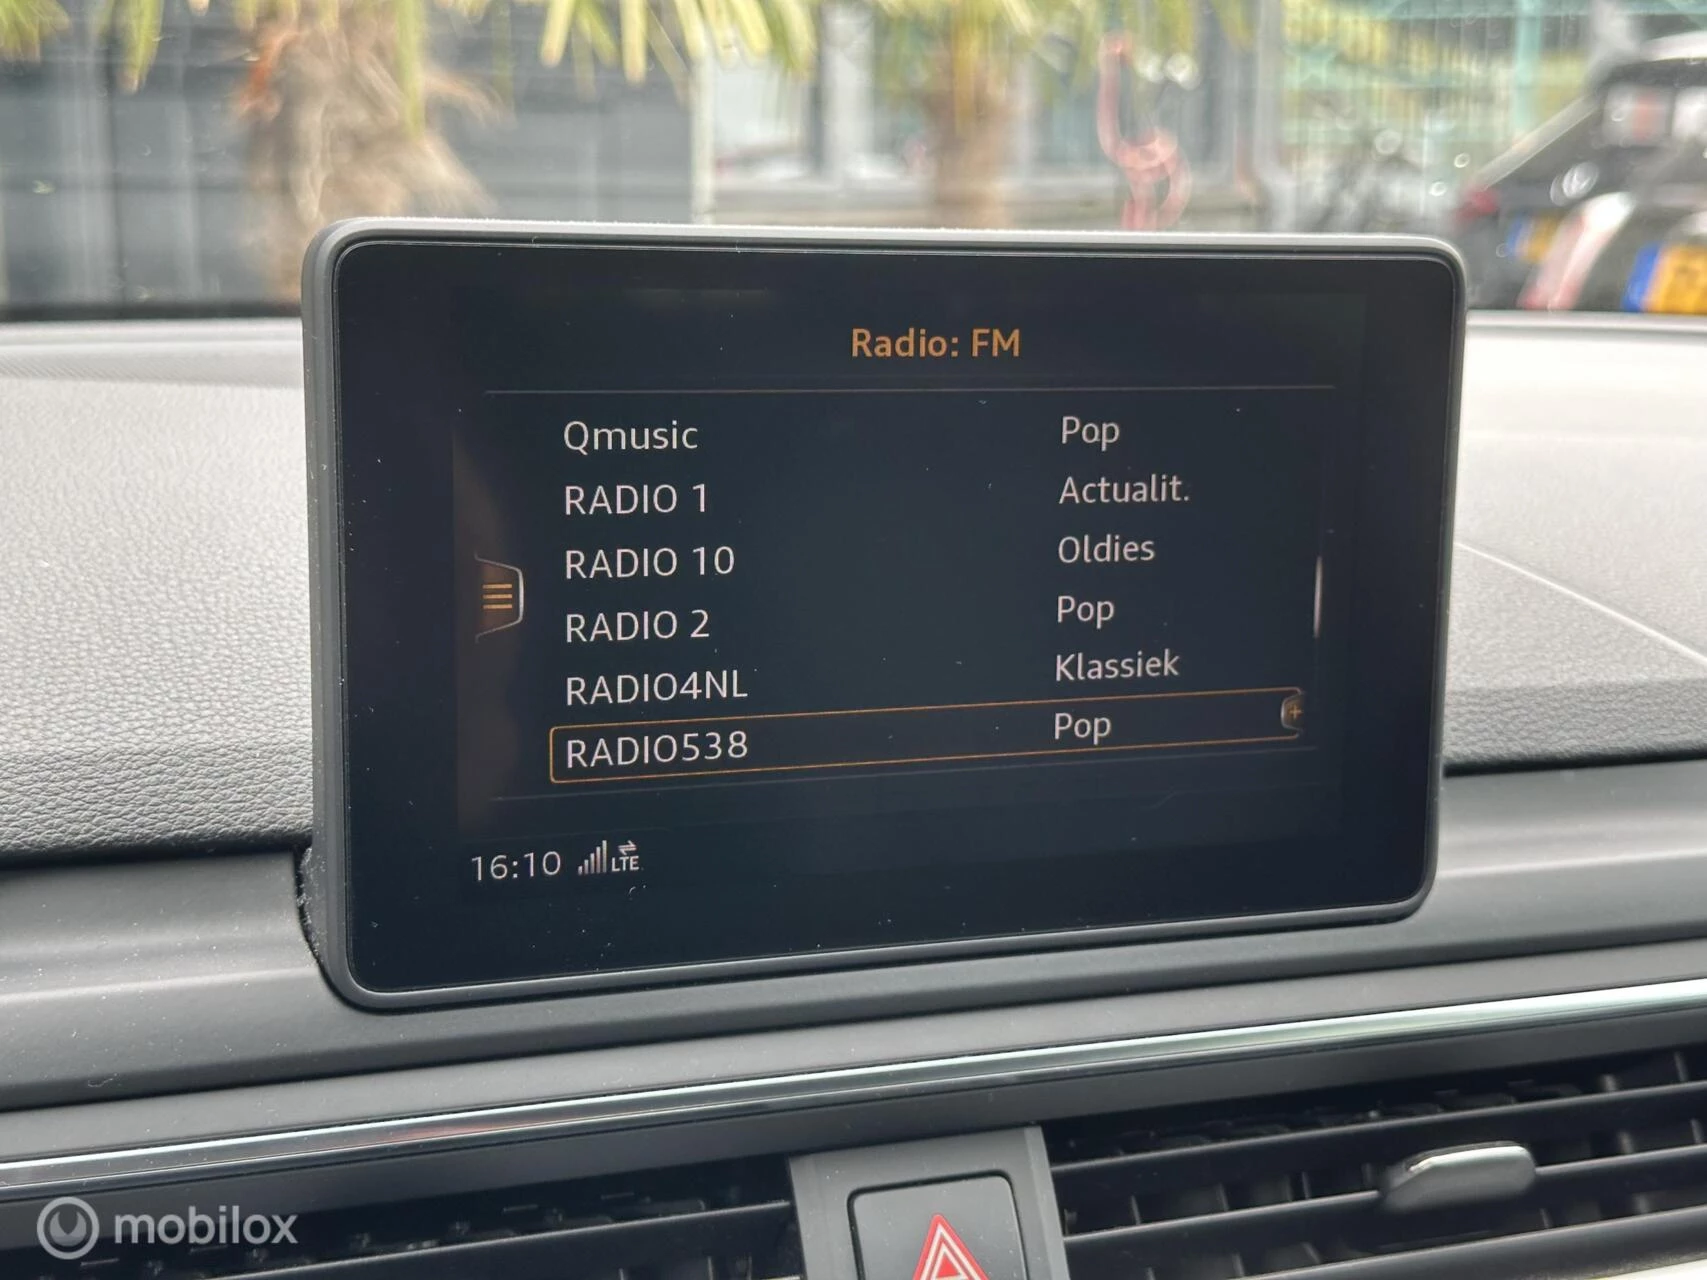 Radio: FM
Qmusic Pop
RADIO 1 Actualit.
RADIO 10 Oldies
RADIO 2 Pop
RADIO4NL Klassiek
RADIO538 Pop
16:10 LTE
mobilox